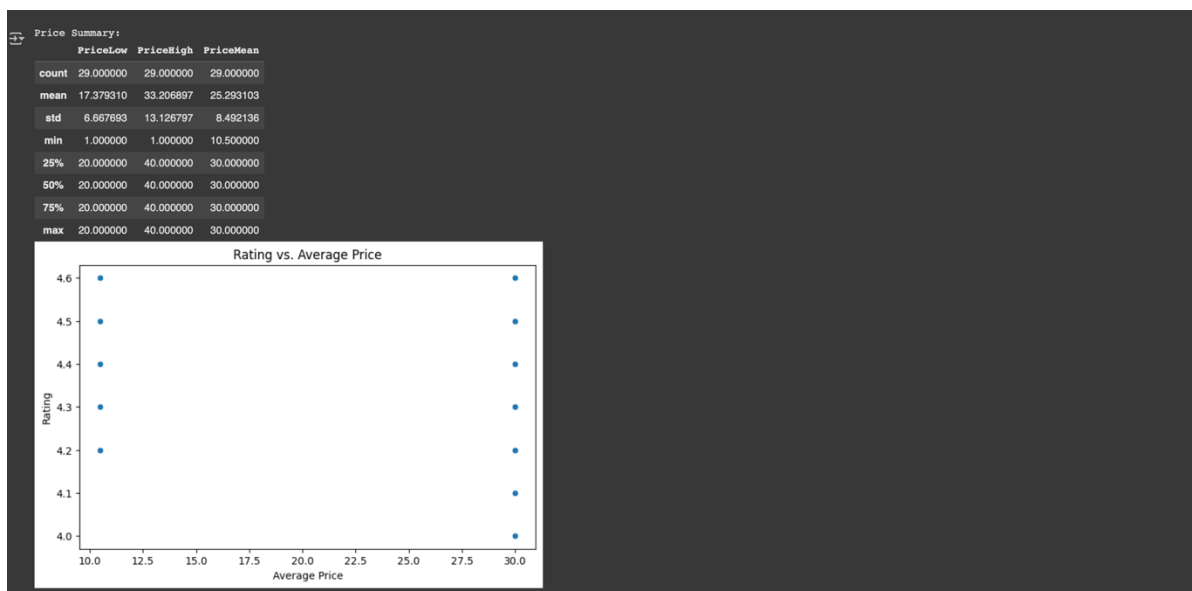 Price Summary:
PriceLow PriceHigh PriceMean
count 29.000000 29.000000 29.000000
mean 17.379310 33.206897 25.293103
std 6.667693 13.126797 8.492136
min 1.000000 1.000000 10.500000
25% 20.000000 40.000000 30.000000
50% 20.000000 40.000000 30.000000
75% 20.000000 40.000000 30.000000
max 20.000000 40.000000 30.000000
Rating vs. Average Price
4.6
4.5
4.4
4.3
4.2
4.1
4.0
Rating
10.0 12.5 15.0 17.5 20.0 22.5 25.0 27.5 30.0
Average Price